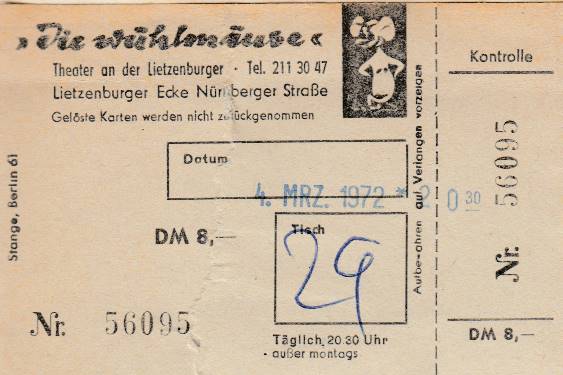 »Die wühlmäuse«
Theater an der Lietzenburger · Tel. 211 30 47
Lietzenburger Ecke Nürnberger Straße
Gelöste Karten werden nicht zurückgenommen
Datum
4. MRZ. 1972 * 20 30
DM 8,—
Tisch
29
Nr. 56095
Täglich 20.30 Uhr
- außer montags
Stange, Berlin 61
Aufbewahren auf Verlangen vorzeigen
Kontrolle
Nr. 56095
DM 8,—